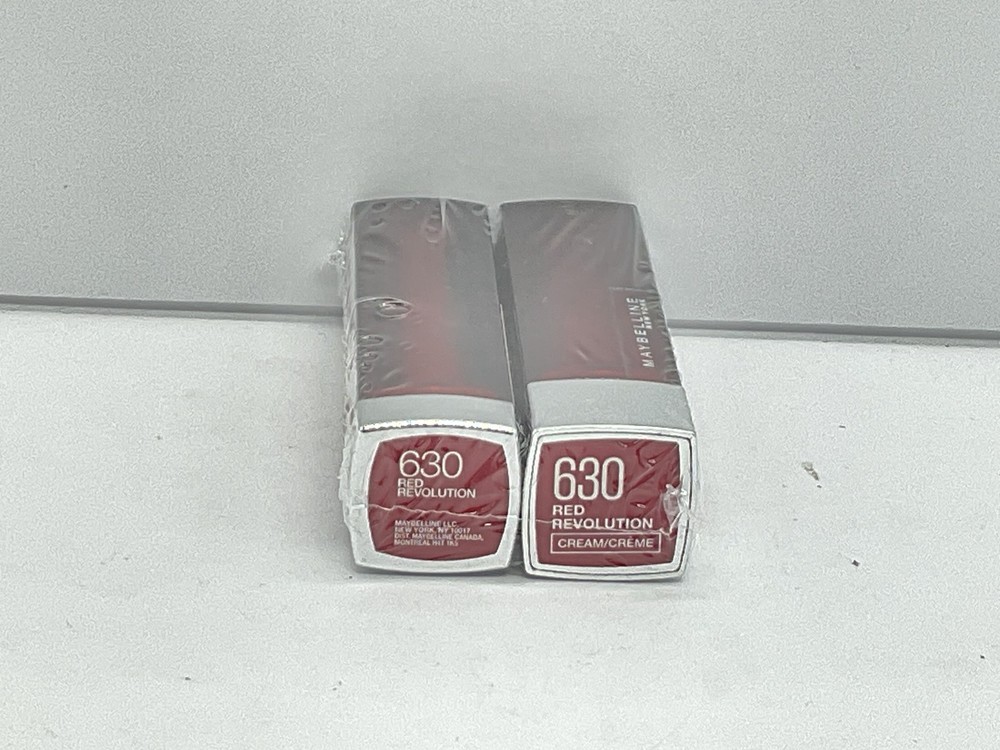 MAYBELLINE
NEW YORK
630
RED
REVOLUTION
MAYBELLINE LLC
NEW YORK, NY 10017
DIST. MAYBELLINE CANADA,
MONTREAL H1T 1K5
630
RED
REVOLUTION
CREAM/CRÈME